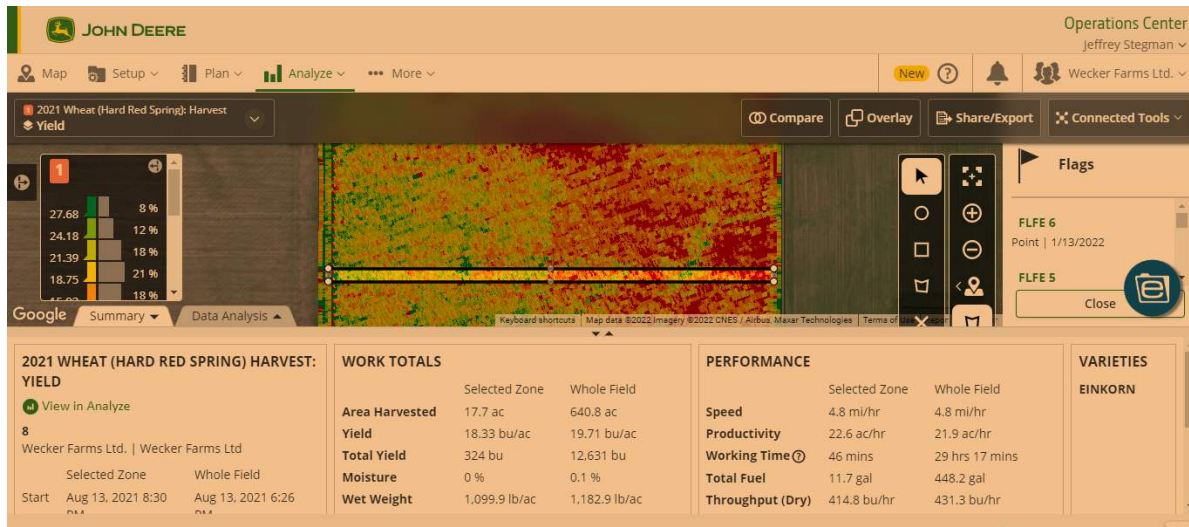 JOHN DEERE
Operations Center
Jeffrey Stegman
Map Setup Plan Analyze More New Wecker Farms Ltd.
1 2021 Wheat (Hard Red Spring): Harvest
Yield
Compare Overlay Share/Export Connected Tools
1
27.68 8 %
24.18 12 %
21.39 18 %
18.75 21 %
18 %
Flags
FLFE 6
Point | 1/13/2022
FLFE 5
Close
Google Summary Data Analysis
Keyboard shortcuts Map data ©2022 Imagery ©2022 CNES / Airbus, Maxar Technologies Terms of
2021 WHEAT (HARD RED SPRING) HARVEST:
YIELD
View in Analyze
8
Wecker Farms Ltd. | Wecker Farms Ltd
Selected Zone Whole Field
Start Aug 13, 2021 8:30 Aug 13, 2021 6:26
PM PM
WORK TOTALS
Selected Zone Whole Field
Area Harvested 17.7 ac 640.8 ac
Yield 18.33 bu/ac 19.71 bu/ac
Total Yield 324 bu 12,631 bu
Moisture 0 % 0.1 %
Wet Weight 1,099.9 lb/ac 1,182.9 lb/ac
PERFORMANCE
Selected Zone Whole Field
Speed 4.8 mi/hr 4.8 mi/hr
Productivity 22.6 ac/hr 21.9 ac/hr
Working Time 46 mins 29 hrs 17 mins
Total Fuel 11.7 gal 448.2 gal
Throughput (Dry) 414.8 bu/hr 431.3 bu/hr
VARIETIES
EINKORN